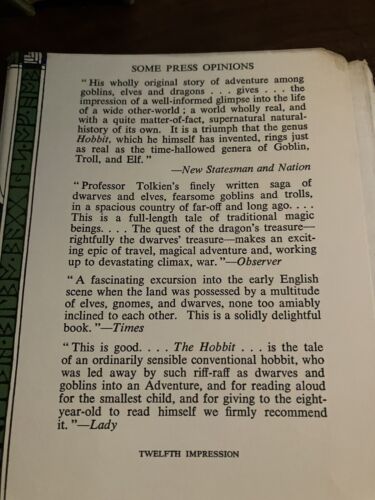 SOME PRESS OPINIONS
" His wholly original story of adventure among
goblins, elves and dragons . . . gives . . . the
impression of a well-informed glimpse into the life
of a wide other-world ; a world wholly real, and
with a quite matter-of-fact, supernatural natural-
history of its own. It is a triumph that the genus
Hobbit, which he himself has invented, rings just
as real as the time-hallowed genera of Goblin,
Troll, and Elf. "
—New Statesman and Nation
" Professor Tolkien's finely written saga of
dwarves and elves, fearsome goblins and trolls,
in a spacious country of far-off and long ago. . . .
This is a full-length tale of traditional magic
beings. . . . The quest of the dragon's treasure—
rightfully the dwarves' treasure—makes an excit-
ing epic of travel, magical adventure and, working
up to devastating climax, war. "—Observer
" A fascinating excursion into the early English
scene when the land was possessed by a multitude
of elves, gnomes, and dwarves, none too amiably
inclined to each other. This is a solidly delightful
book. "—Times
" This is good. . . . The Hobbit . . . is the tale
of an ordinarily sensible conventional hobbit, who
was led away by such riff-raff as dwarves and
goblins into an Adventure, and for reading aloud
for the smallest child, and for giving to the eight-
year-old to read himself we firmly recommend
it. "—Lady
TWELFTH IMPRESSION